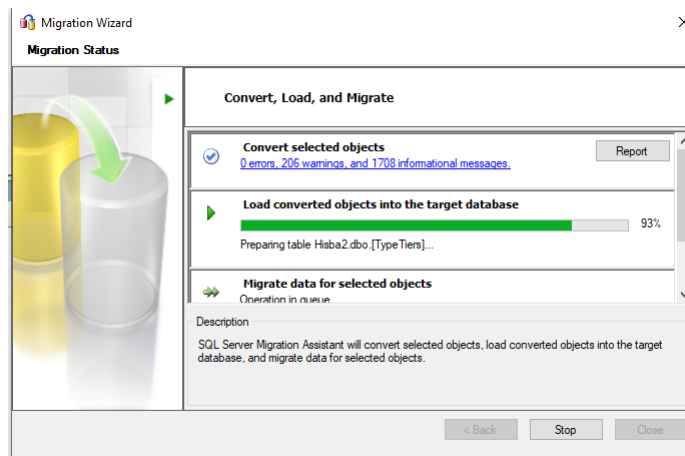 Migration Wizard
Migration Status
Convert, Load, and Migrate
Convert selected objects
Report
0 errors, 206 warnings, and 1708 informational messages.
Load converted objects into the target database
93%
Preparing table Hisba2.dbo.[TypeTiers]...
Migrate data for selected objects
Operation in queue
Description
SQL Server Migration Assistant will convert selected objects, load converted objects into the target
database, and migrate data for selected objects.
< Back
Stop
Close